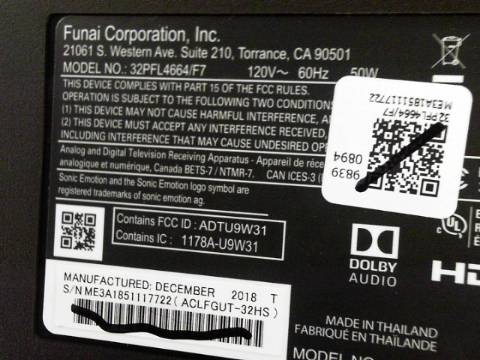 Funai Corporation, Inc.
21061 S. Western Ave. Suite 210, Torrance, CA 90501
MODEL NO.: 32PFL4664/F7 120V~ 60Hz 50W
THIS DEVICE COMPLIES WITH PART 15 OF THE FCC RULES.
OPERATION IS SUBJECT TO THE FOLLOWING TWO CONDITIONS
(1) THIS DEVICE MAY NOT CAUSE HARMFUL INTERFERENCE, AN
(2) THIS DEVICE MUST ACCEPT ANY INTERFERENCE RECEIVED,
INCLUDING INTERFERENCE THAT MAY CAUSE UNDESIRED OPE
Analog and Digital Television Receiving Apparatus - Appareil de récep
analogique et numérique, Canada BETS-7 / NTMR-7. CAN ICES-3
Sonic Emotion and the Sonic Emotion logo symbol are
registered trademarks of sonic emotion ag.
ME3A1851117722
32PFL4664/F7
9839
0894
Contains FCC ID : ADTU9W31
Contains IC : 1178A-U9W31
DOLBY
AUDIO
UL
HD
MANUFACTURED: DECEMBER 2018 T
S/N ME3A1851117722 ( ACLFGUT-32HS )
MADE IN THAILAND
FABRIQUÉ EN THAÏLANDE
MODEL